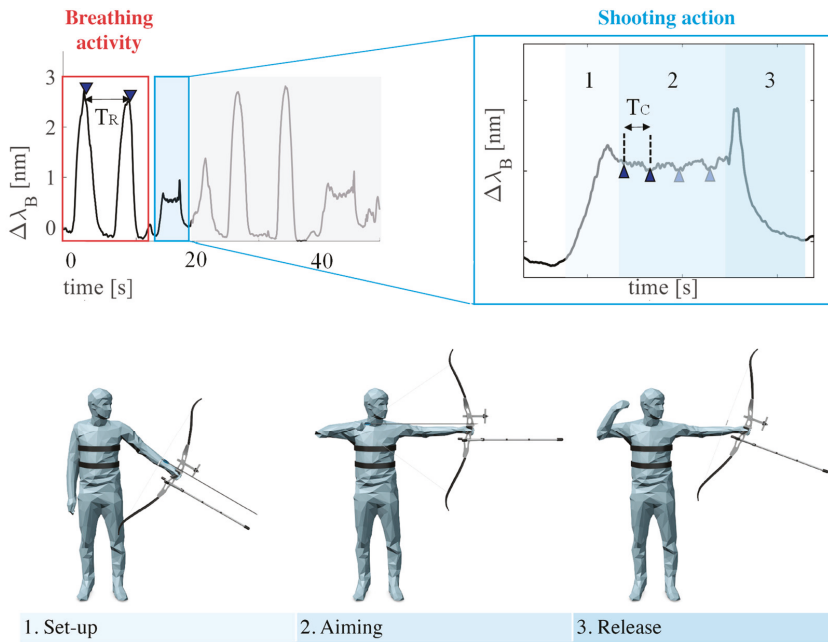 Breathing
activity
Shooting action
3
2
1
0
Δλ_B [nm]
T_R
0
20
40
time [s]
1
2
3
T_C
Δλ_B [nm]
time [s]
1. Set-up
2. Aiming
3. Release